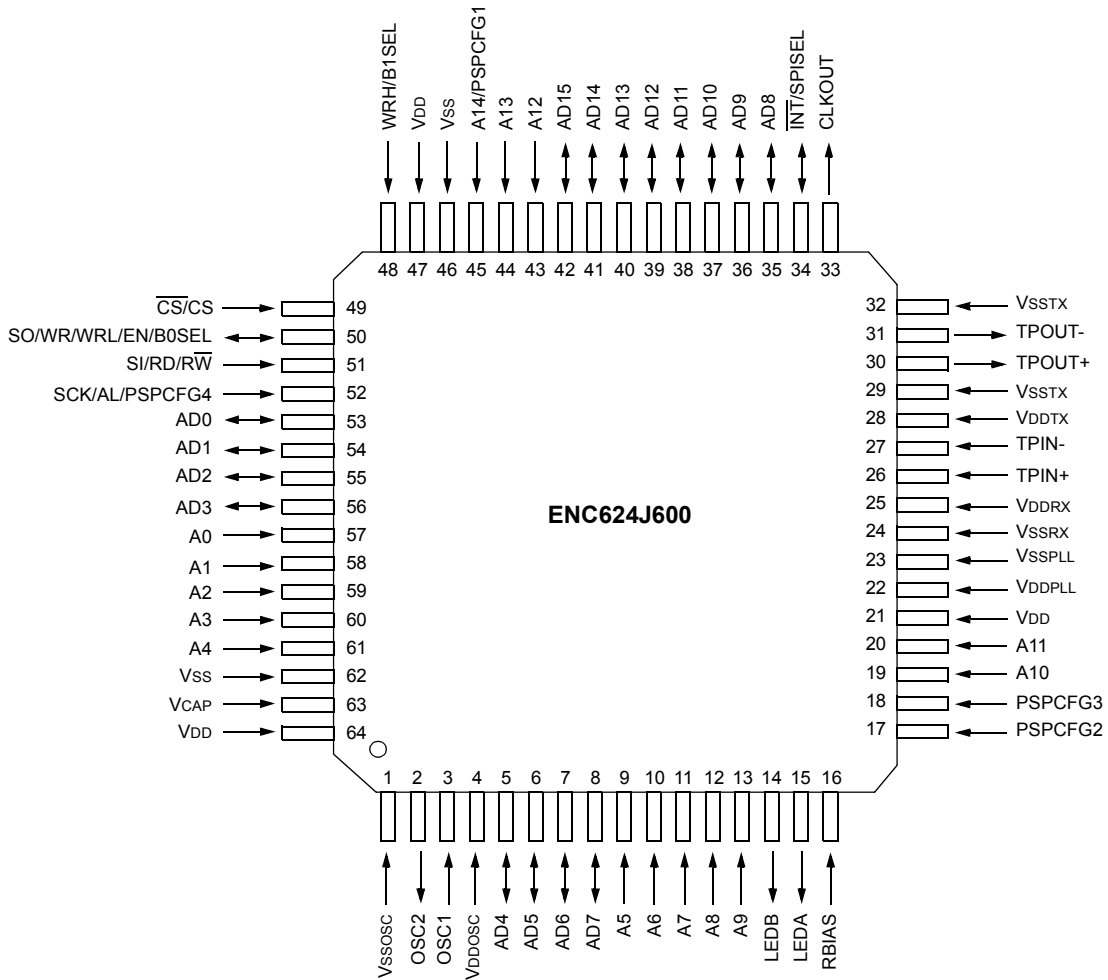 WRH/B1SEL
VDD
VSS
A14/PSPCFG1
A13
A12
AD15
AD14
AD13
AD12
AD11
AD10
AD9
AD8
I̅N̅T̅/SPISEL
CLKOUT
48 47 46 45 44 43 42 41 40 39 38 37 36 35 34 33
C̅S̅/CS 49
SO/WR/WRL/EN/B0SEL 50
SI/RD/RW̅ 51
SCK/AL/PSPCFG4 52
AD0 53
AD1 54
AD2 55
AD3 56
A0 57
A1 58
A2 59
A3 60
A4 61
VSS 62
VCAP 63
VDD 64
ENC624J600
32 VSSTX
31 TPOUT-
30 TPOUT+
29 VSSTX
28 VDDTX
27 TPIN-
26 TPIN+
25 VDDRX
24 VSSRX
23 VSSPLL
22 VDDPLL
21 VDD
20 A11
19 A10
18 PSPCFG3
17 PSPCFG2
1 2 3 4 5 6 7 8 9 10 11 12 13 14 15 16
VSSOSC
OSC2
OSC1
VDDOSC
AD4
AD5
AD6
AD7
A5
A6
A7
A8
A9
LEDB
LEDA
RBIAS